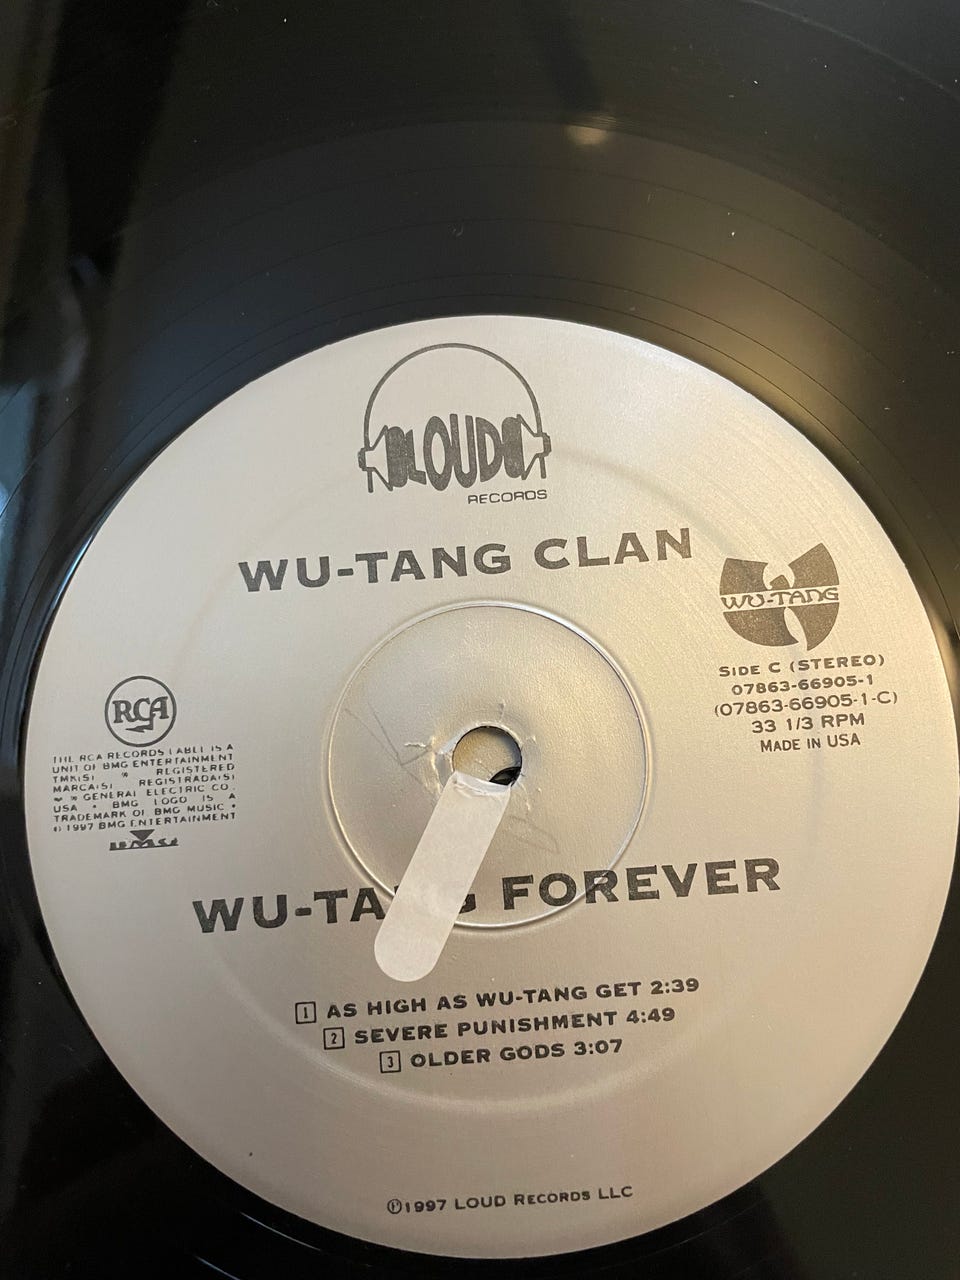 LOUD
RECORDS
WU-TANG CLAN
WU-TANG
SIDE C (STEREO)
07863-66905-1
(07863-66905-1-C)
33 1/3 RPM
MADE IN USA
RCA
THE RCA RECORDS LABEL IS A
UNIT OF BMG ENTERTAINMENT
TMK(S) ® REGISTERED
MARCA(S) REGISTRADA(S)
GENERAL ELECTRIC CO.
USA • BMG LOGO IS A
TRADEMARK OF BMG MUSIC •
© 1997 BMG ENTERTAINMENT
WU-TA G FOREVER
1 AS HIGH AS WU-TANG GET 2:39
2 SEVERE PUNISHMENT 4:49
3 OLDER GODS 3:07
℗1997 LOUD RECORDS LLC